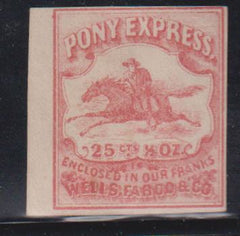 PONY EXPRESS.
25 CTS ½ OZ.
ENCLOSED IN OUR FRANKS
WELLS, FARGO & CO